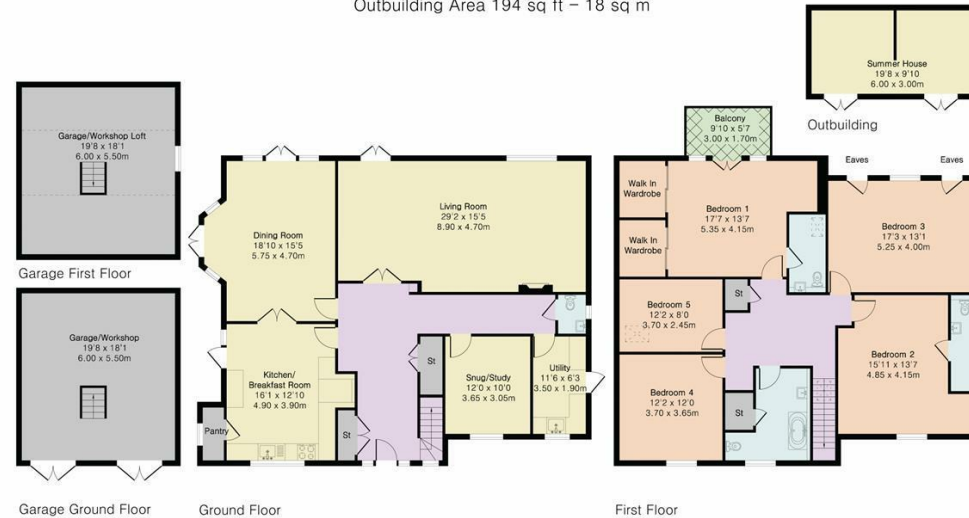 Outbuilding Area 194 sq ft – 18 sq m
Summer House
19'8 x 9'10
6.00 x 3.00m
Outbuilding
Garage/Workshop Loft
19'8 x 18'1
6.00 x 5.50m
Garage First Floor
Garage/Workshop
19'8 x 18'1
6.00 x 5.50m
Garage Ground Floor
Dining Room
18'10 x 15'5
5.75 x 4.70m
Living Room
29'2 x 15'5
8.90 x 4.70m
Kitchen/
Breakfast Room
16'1 x 12'10
4.90 x 3.90m
Pantry
St
St
Snug/Study
12'0 x 10'0
3.65 x 3.05m
Utility
11'6 x 6'3
3.50 x 1.90m
Ground Floor
Balcony
9'10 x 5'7
3.00 x 1.70m
Eaves
Eaves
Walk In
Wardrobe
Walk In
Wardrobe
Bedroom 1
17'7 x 13'7
5.35 x 4.15m
Bedroom 3
17'3 x 13'1
5.25 x 4.00m
St
Bedroom 5
12'2 x 8'0
3.70 x 2.45m
Bedroom 2
15'11 x 13'7
4.85 x 4.15m
Bedroom 4
12'2 x 12'0
3.70 x 3.65m
St
First Floor